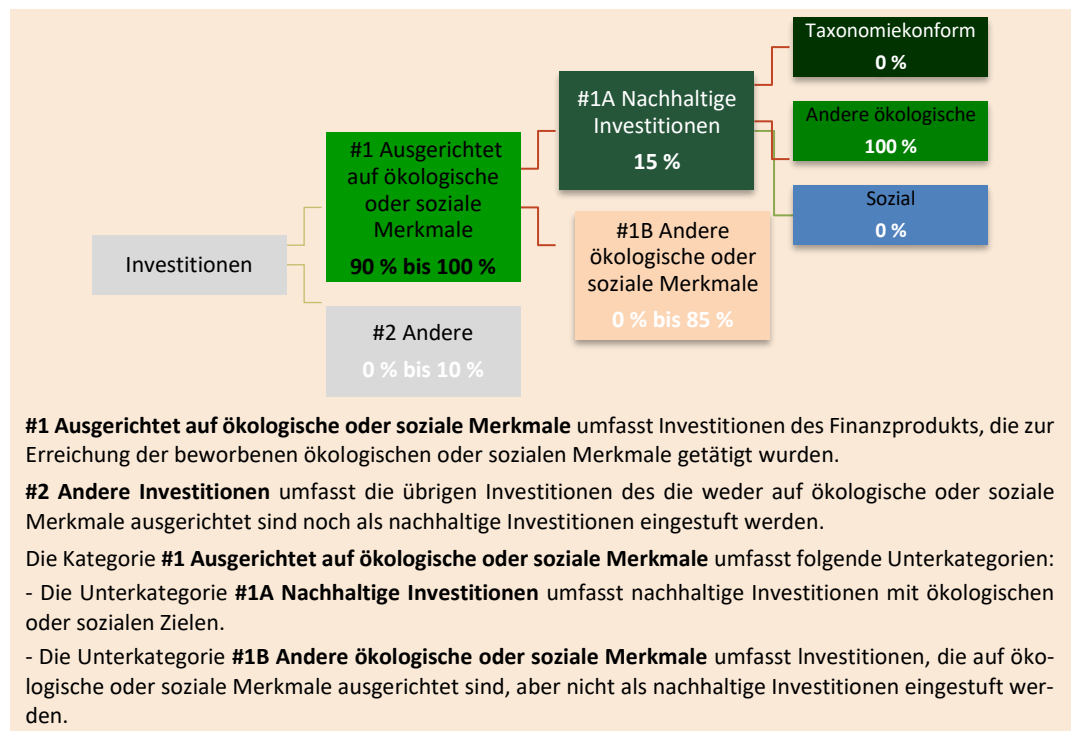 Taxonomiekonform
0 %
#1A Nachhaltige
Investitionen
15 %
Andere ökologische
100 %
#1 Ausgerichtet
auf ökologische
oder soziale
Merkmale
90 % bis 100 %
Sozial
0 %
#1B Andere
ökologische oder
soziale Merkmale
0 % bis 85 %
Investitionen
#2 Andere
0 % bis 10 %
#1 Ausgerichtet auf ökologische oder soziale Merkmale umfasst Investitionen des Finanzprodukts, die zur
Erreichung der beworbenen ökologischen oder sozialen Merkmale getätigt wurden.
#2 Andere Investitionen umfasst die übrigen Investitionen des die weder auf ökologische oder soziale
Merkmale ausgerichtet sind noch als nachhaltige Investitionen eingestuft werden.
Die Kategorie #1 Ausgerichtet auf ökologische oder soziale Merkmale umfasst folgende Unterkategorien:
- Die Unterkategorie #1A Nachhaltige Investitionen umfasst nachhaltige Investitionen mit ökologischen
oder sozialen Zielen.
- Die Unterkategorie #1B Andere ökologische oder soziale Merkmale umfasst Investitionen, die auf öko-
logische oder soziale Merkmale ausgerichtet sind, aber nicht als nachhaltige Investitionen eingestuft wer-
den.